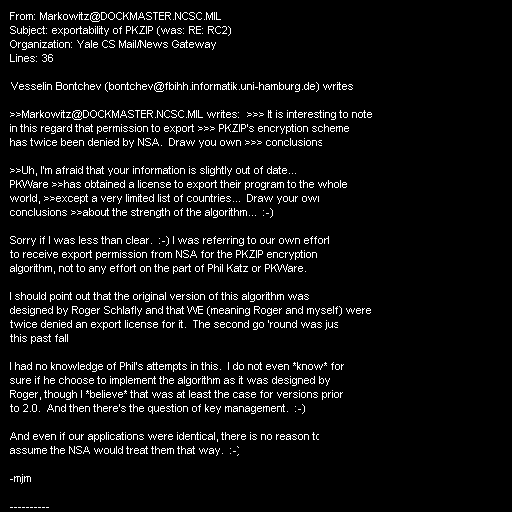 From: Markowitz@DOCKMASTER.NCSC.MIL
Subject: exportability of PKZIP (was: RE: RC2)
Organization: Yale CS Mail/News Gateway
Lines: 36
Vesselin Bontchev (bontchev@fbihh.informatik.uni-hamburg.de) writes
>>Markowitz@DOCKMASTER.NCSC.MIL writes:  >>> It is interesting to note
in this regard that permission to export >>> PKZIP's encryption scheme
has twice been denied by NSA.  Draw you own >>> conclusions
>>Uh, I'm afraid that your information is slightly out of date...
PKWare >>has obtained a license to export their program to the whole
world, >>except a very limited list of countries...  Draw your own
conclusions >>about the strength of the algorithm...  :-)
Sorry if I was less than clear.  :-) I was referring to our own effort
to receive export permission from NSA for the PKZIP encryption
algorithm, not to any effort on the part of Phil Katz or PKWare.
I should point out that the original version of this algorithm was
designed by Roger Schlafly and that WE (meaning Roger and myself) were
twice denied an export license for it.  The second go 'round was jus
this past fall
I had no knowledge of Phil's attempts in this.  I do not even *know* for
sure if he choose to implement the algorithm as it was designed by
Roger, though I *believe* that was at least the case for versions prior
to 2.0.  And then there's the question of key management.  :-)
And even if our applications were identical, there is no reason to
assume the NSA would treat them that way.  :-)
-mjm
----------